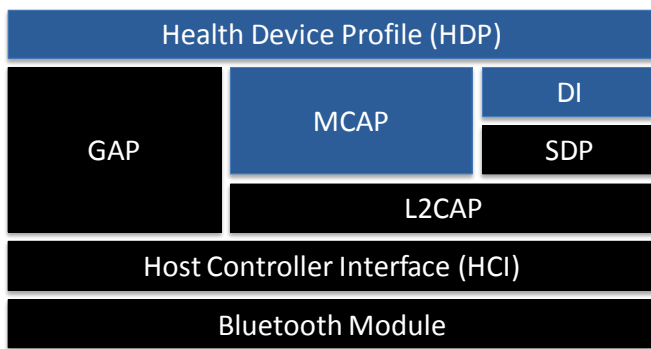 Health Device Profile (HDP)
GAP
MCAP
DI
SDP
L2CAP
Host Controller Interface (HCI)
Bluetooth Module